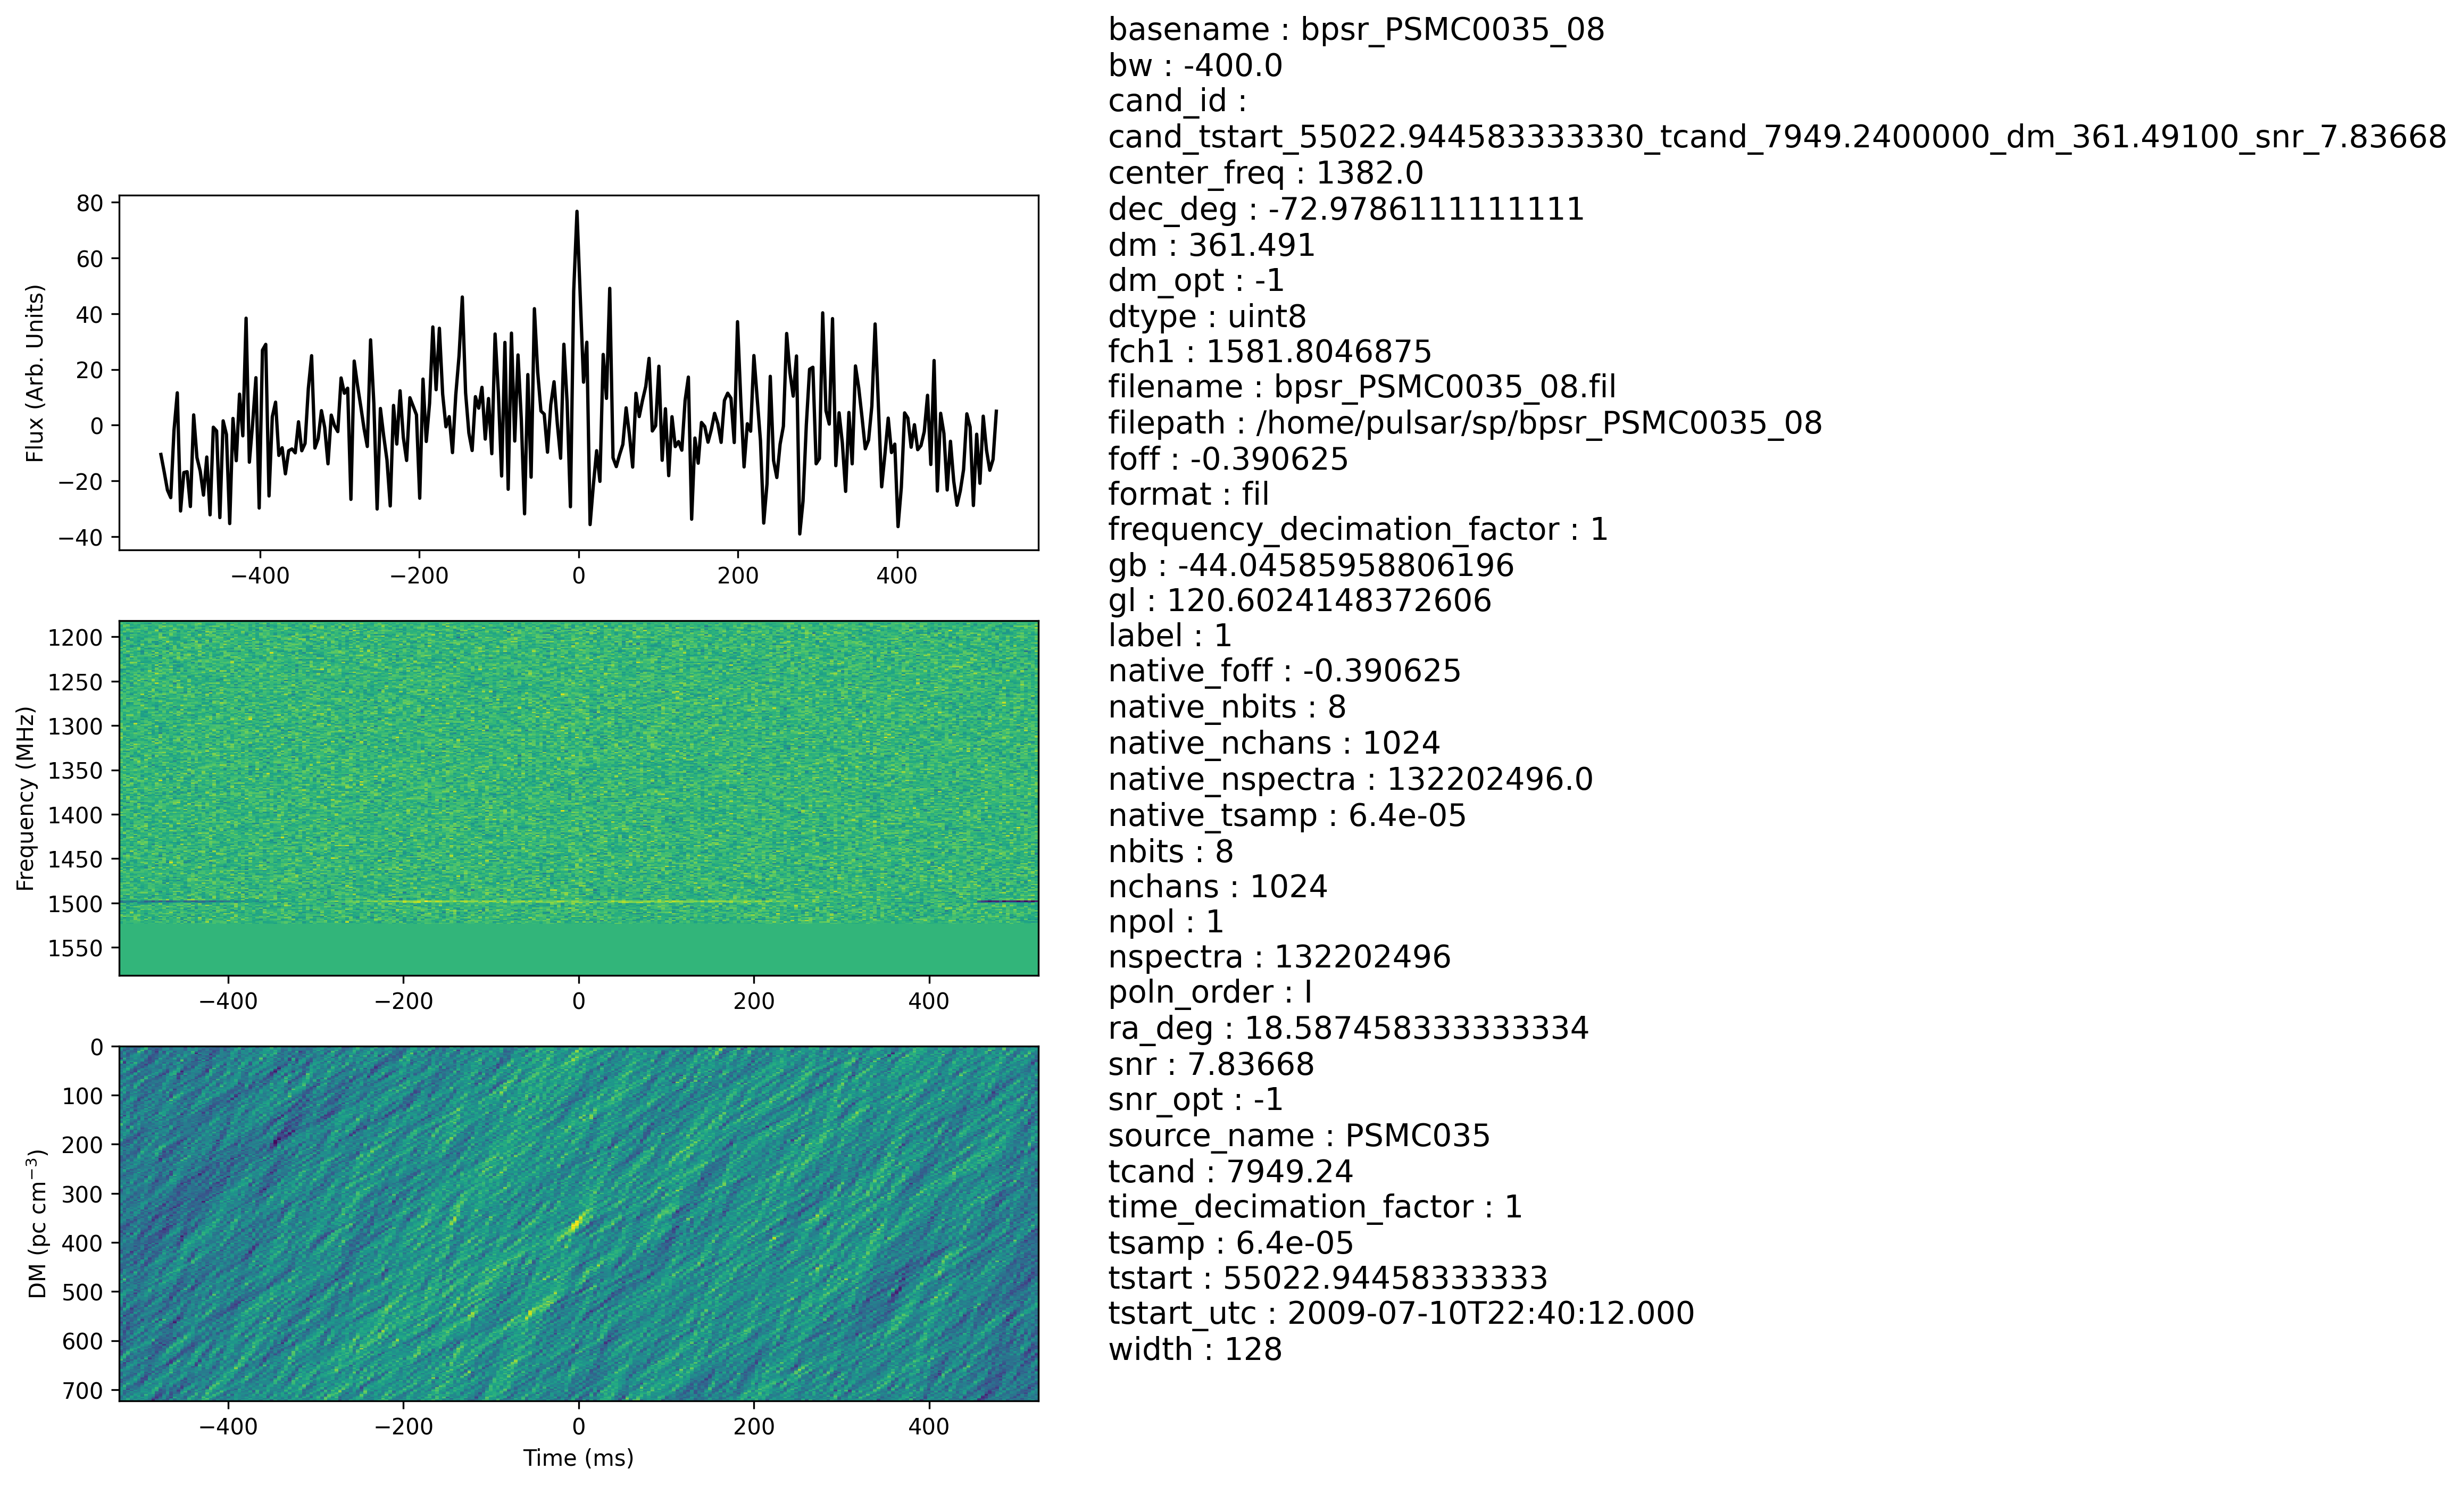 80
60
40
20
0
−20
−40
Flux (Arb. Units)
−400 −200 0 200 400
1200
1250
1300
1350
1400
1450
1500
1550
Frequency (MHz)
−400 −200 0 200 400
0
100
200
300
400
500
600
700
DM (pc cm⁻³)
−400 −200 0 200 400
Time (ms)
basename : bpsr_PSMC0035_08
bw : -400.0
cand_id :
cand_tstart_55022.944583333330_tcand_7949.2400000_dm_361.49100_snr_7.83668
center_freq : 1382.0
dec_deg : -72.9786111111111
dm : 361.491
dm_opt : -1
dtype : uint8
fch1 : 1581.8046875
filename : bpsr_PSMC0035_08.fil
filepath : /home/pulsar/sp/bpsr_PSMC0035_08
foff : -0.390625
format : fil
frequency_decimation_factor : 1
gb : -44.04585958806196
gl : 120.6024148372606
label : 1
native_foff : -0.390625
native_nbits : 8
native_nchans : 1024
native_nspectra : 132202496.0
native_tsamp : 6.4e-05
nbits : 8
nchans : 1024
npol : 1
nspectra : 132202496
poln_order : I
ra_deg : 18.587458333333334
snr : 7.83668
snr_opt : -1
source_name : PSMC035
tcand : 7949.24
time_decimation_factor : 1
tsamp : 6.4e-05
tstart : 55022.94458333333
tstart_utc : 2009-07-10T22:40:12.000
width : 128